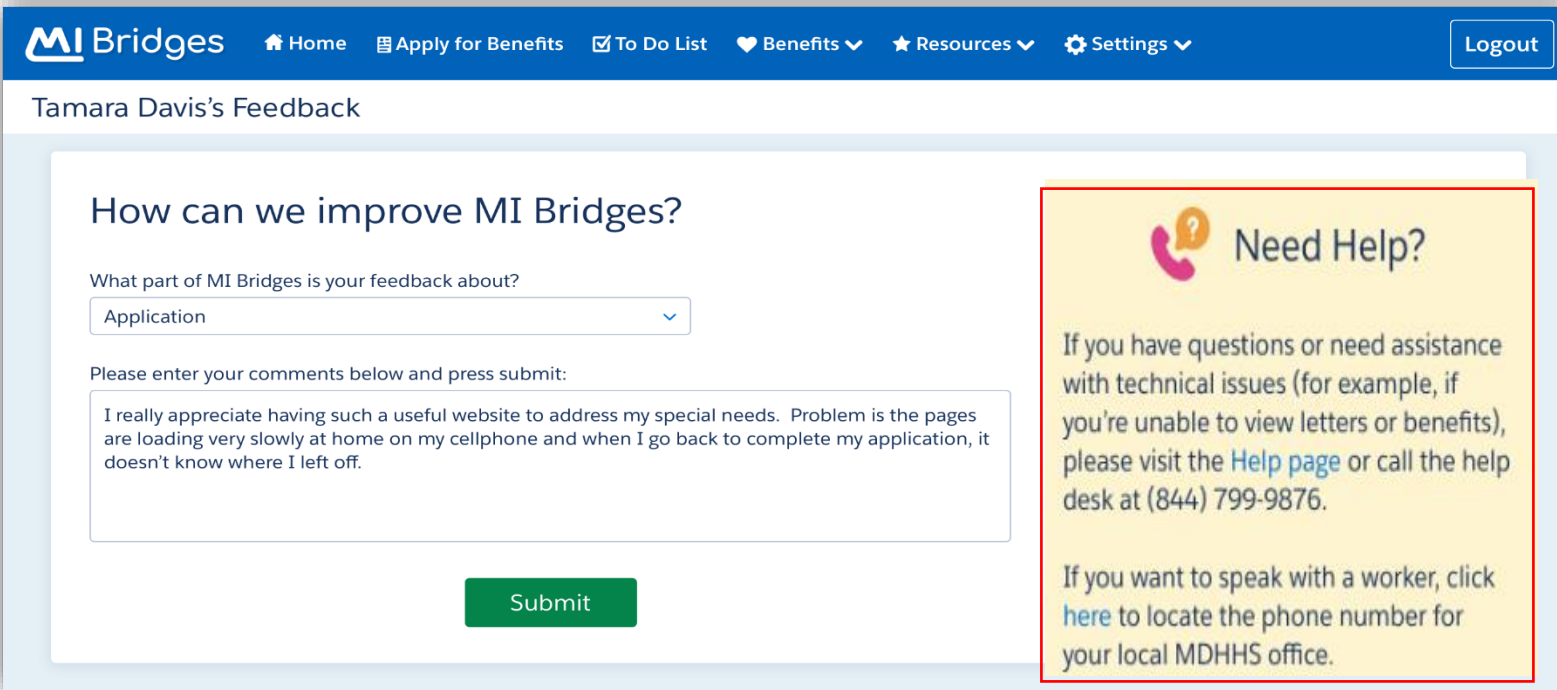 MI Bridges Home Apply for Benefits To Do List Benefits Resources Settings Logout
Tamara Davis’s Feedback
How can we improve MI Bridges?
What part of MI Bridges is your feedback about?
Application
Please enter your comments below and press submit:
I really appreciate having such a useful website to address my special needs.  Problem is the pages
are loading very slowly at home on my cellphone and when I go back to complete my application, it
doesn’t know where I left off.
Submit
?
Need Help?
If you have questions or need assistance
with technical issues (for example, if
you’re unable to view letters or benefits),
please visit the Help page or call the help
desk at (844) 799-9876.
If you want to speak with a worker, click
here to locate the phone number for
your local MDHHS office.